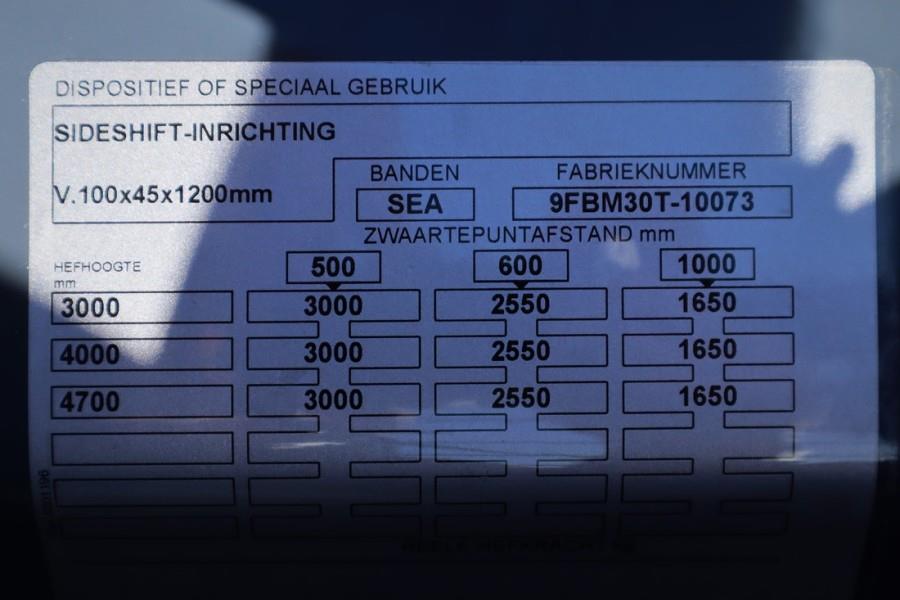 DISPOSITIEF OF SPECIAAL GEBRUIK
SIDESHIFT-INRICHTING
V.100x45x1200mm
BANDEN
SEA
FABRIEKNUMMER
9FBM30T-10073
ZWAARTEPUNTAFSTAND mm
HEFHOOGTE
mm
500 600 1000
3000 3000 2550 1650
4000 3000 2550 1650
4700 3000 2550 1650